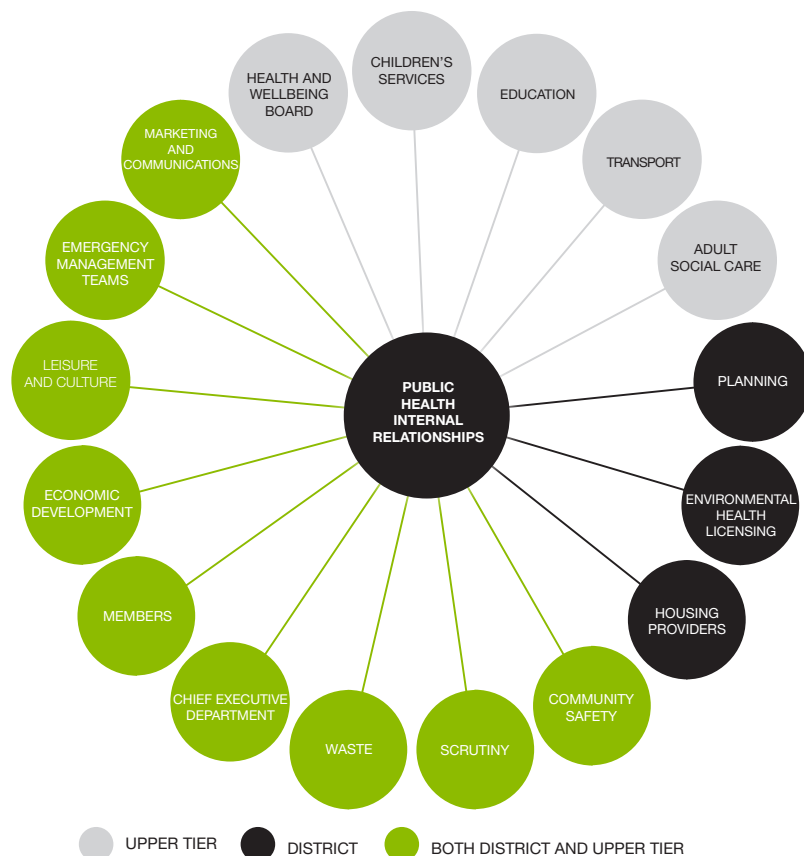 CHILDREN'S
SERVICES
HEALTH AND
WELLBEING
BOARD
EDUCATION
MARKETING
AND
COMMUNICATIONS
TRANSPORT
EMERGENCY
MANAGEMENT
TEAMS
ADULT
SOCIAL CARE
LEISURE
AND CULTURE
PUBLIC
HEALTH
INTERNAL
RELATIONSHIPS
PLANNING
ECONOMIC
DEVELOPMENT
ENVIRONMENTAL
HEALTH
LICENSING
MEMBERS
HOUSING
PROVIDERS
CHIEF EXECUTIVE
DEPARTMENT
COMMUNITY
SAFETY
WASTE
SCRUTINY
UPPER TIER
DISTRICT
BOTH DISTRICT AND UPPER TIER